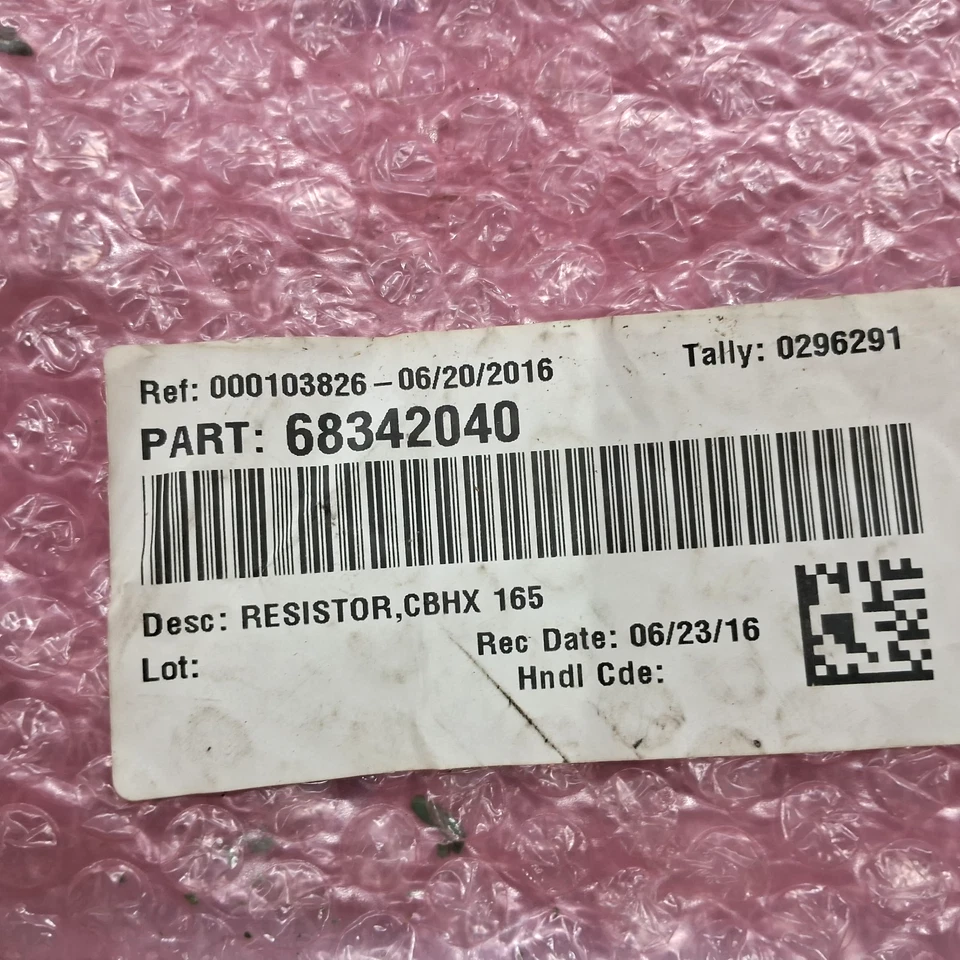 Ref: 000103826 – 06/20/2016
Tally: 0296291
PART: 68342040
Desc: RESISTOR,CBHX 165
Rec Date: 06/23/16
Lot:
Hndl Cde: